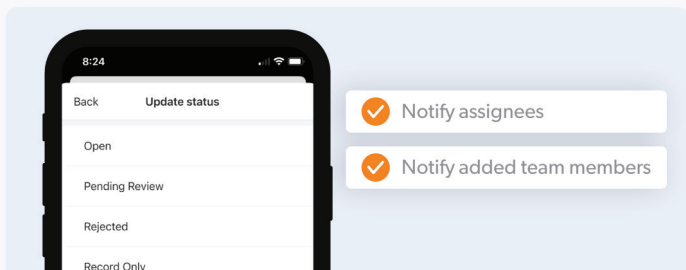 8:24
Back Update status
Open
Pending Review
Rejected
Record Only
Notify assignees
Notify added team members